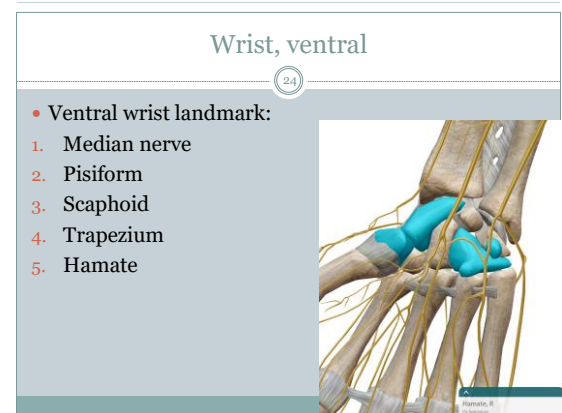 Wrist, ventral
24
• Ventral wrist landmark:
1. Median nerve
2. Pisiform
3. Scaphoid
4. Trapezium
5. Hamate
Hamate, R